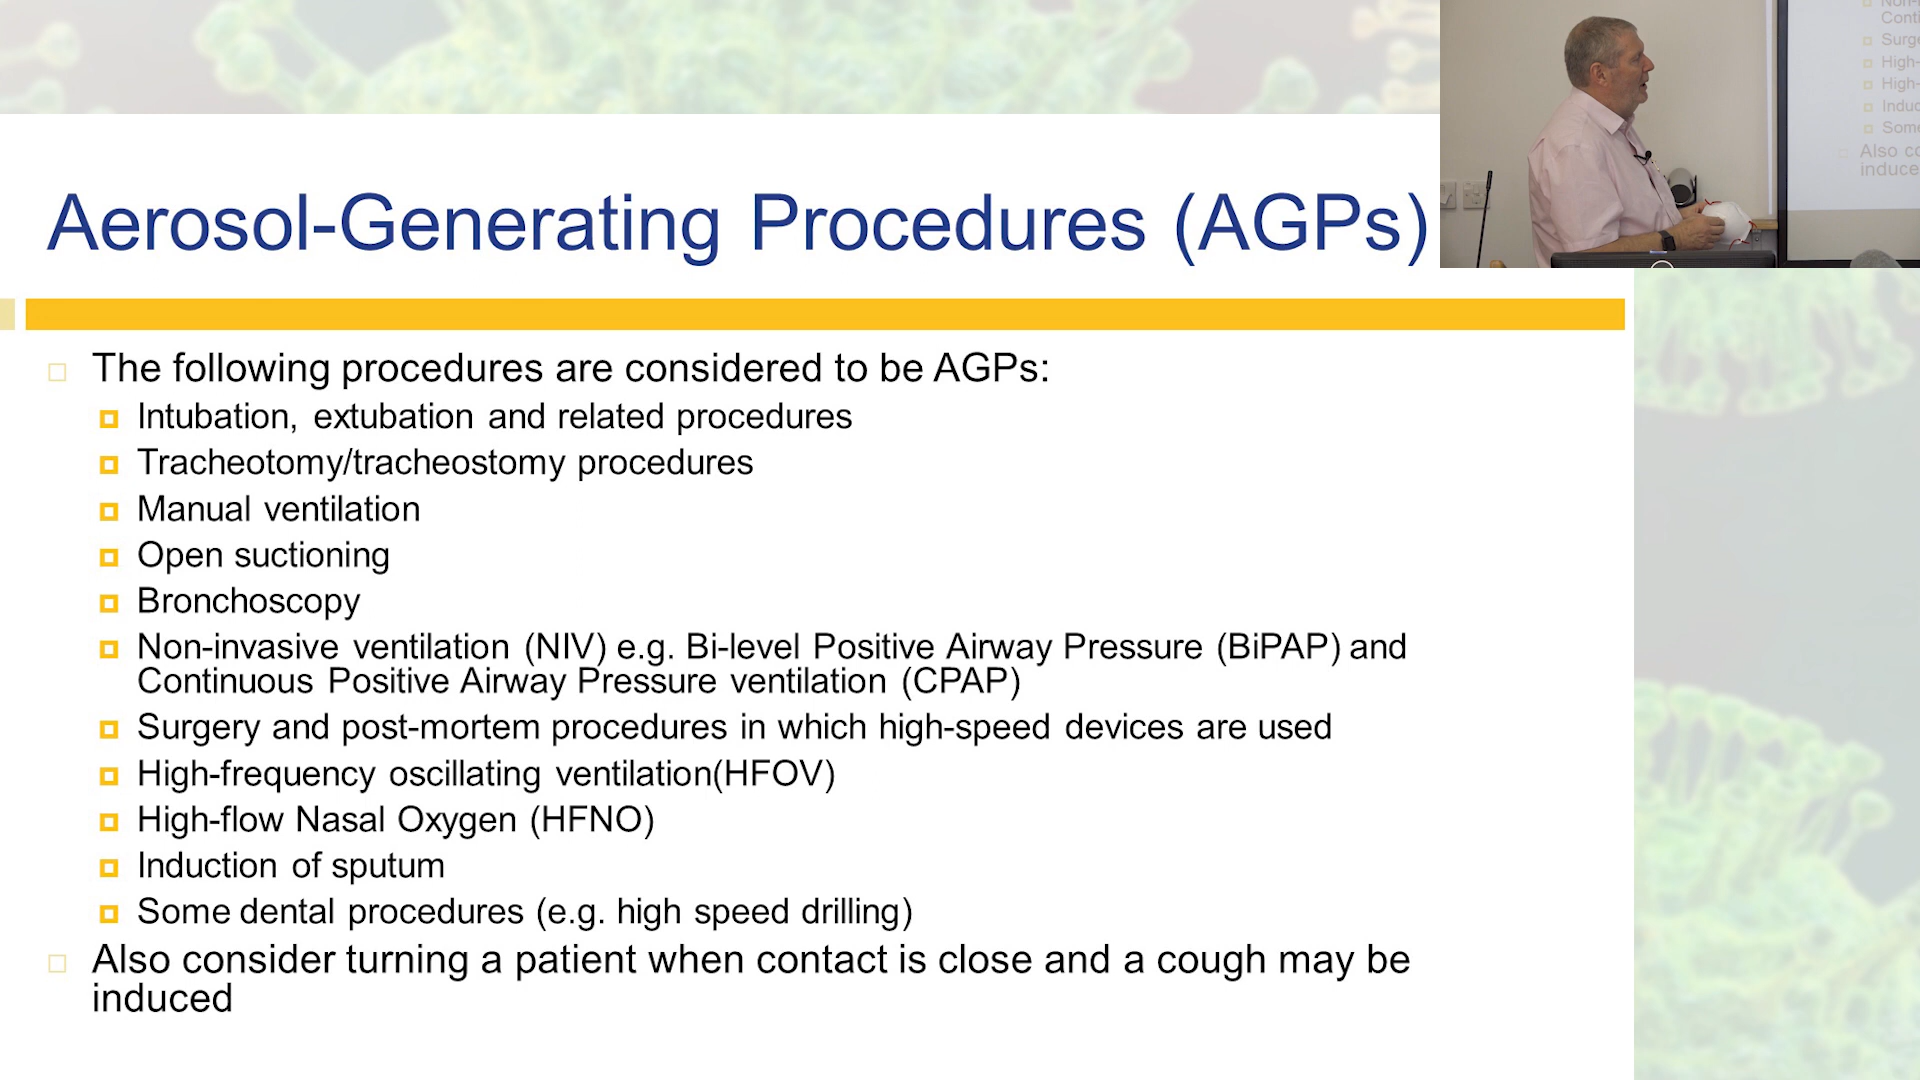 Aerosol-Generating Procedures (AGPs)
The following procedures are considered to be AGPs:
Intubation, extubation and related procedures
Tracheotomy/tracheostomy procedures
Manual ventilation
Open suctioning
Bronchoscopy
Non-invasive ventilation (NIV) e.g. Bi-level Positive Airway Pressure (BiPAP) and
Continuous Positive Airway Pressure ventilation (CPAP)
Surgery and post-mortem procedures in which high-speed devices are used
High-frequency oscillating ventilation(HFOV)
High-flow Nasal Oxygen (HFNO)
Induction of sputum
Some dental procedures (e.g. high speed drilling)
Also consider turning a patient when contact is close and a cough may be
induced
Some
Also
induce